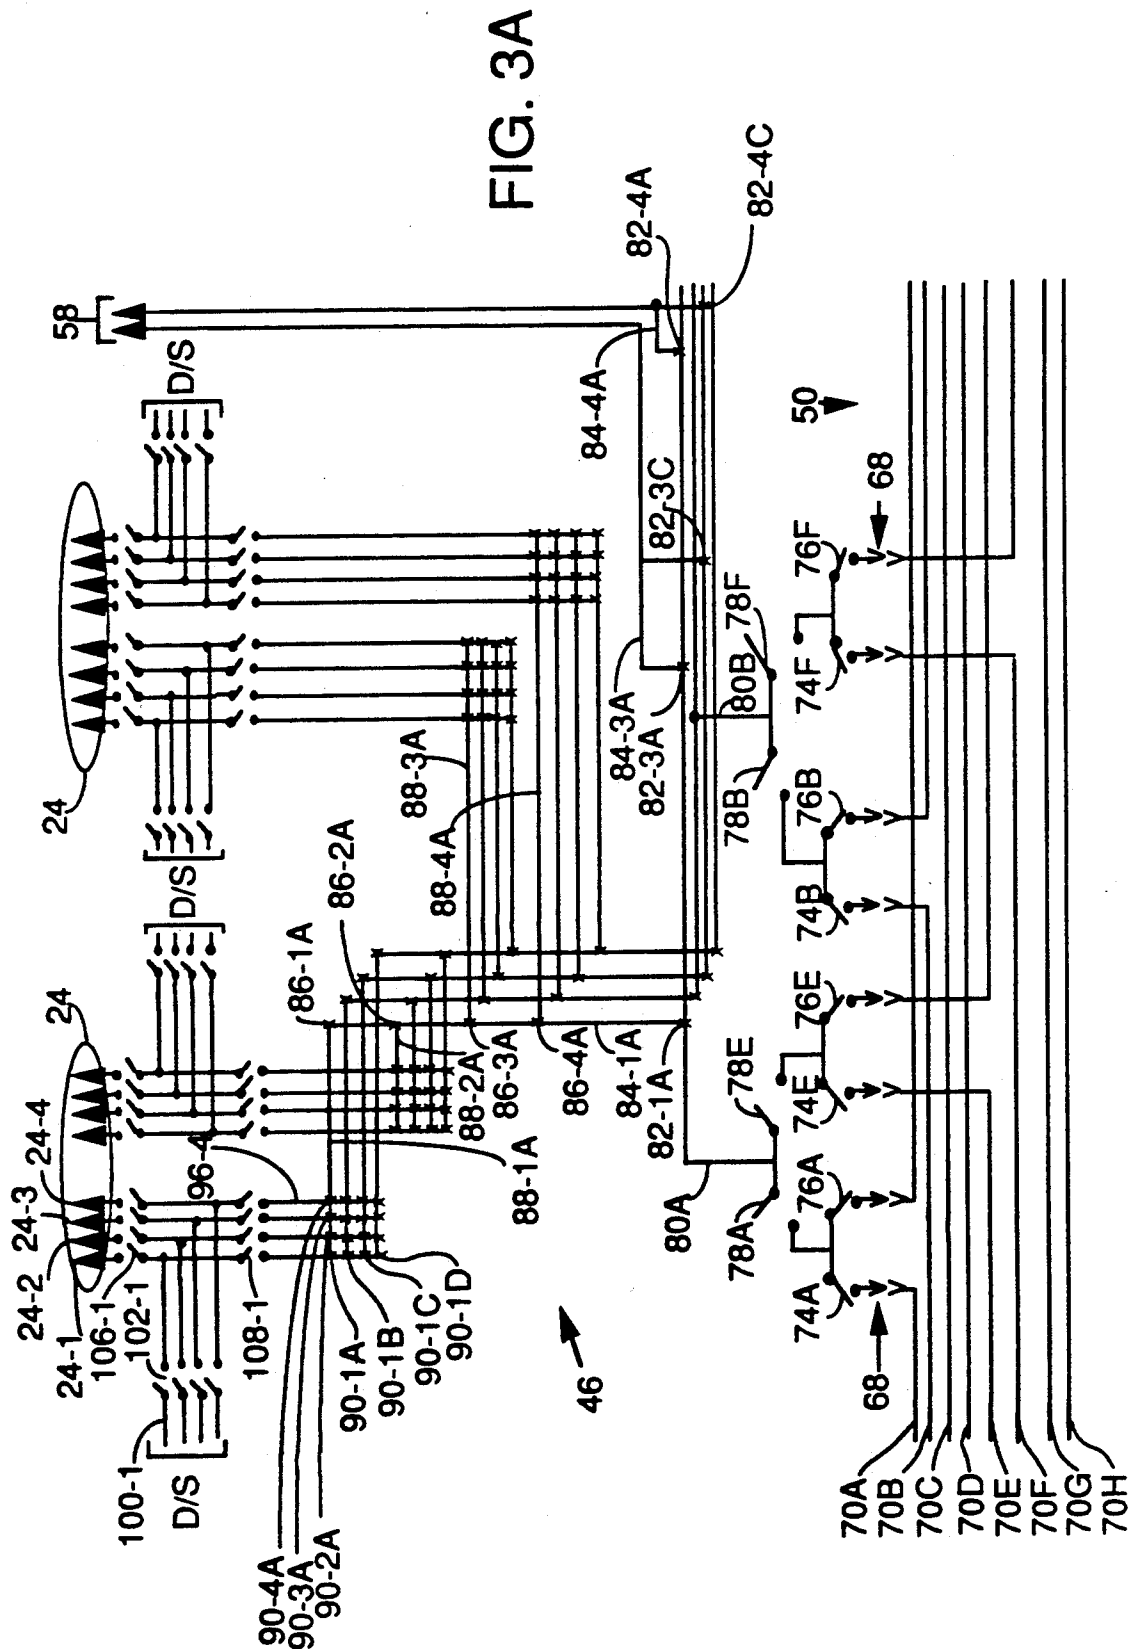 FIG. 3A
58
D/S
24
D/S
D/S
24
24-4
24-3
24-2
24-1
106-1
102-1
100-1
D/S
108-1
96-4
90-4A
90-3A
90-2A
90-1A
90-1B
90-1C
90-1D
88-1A
86-1A
86-2A
88-2A
86-3A
86-4A
84-1A
82-1A
88-3A
88-4A
84-3A
82-3A
82-3C
84-4A
82-4A
82-4C
80A
80B
78A
78E
78B
78F
46
50
74A
76A
74E
76E
74B
76B
74F
76F
68
68
70A
70B
70C
70D
70E
70F
70G
70H